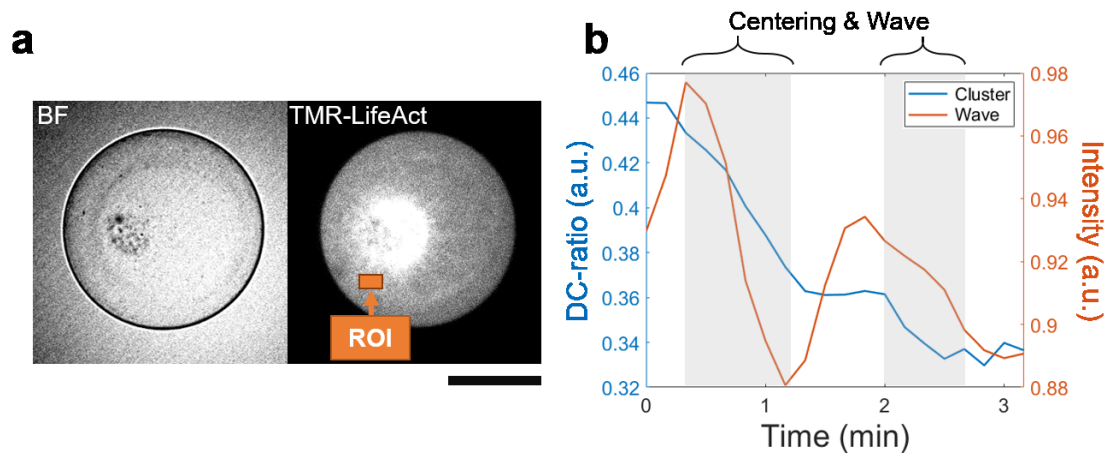 a
BF
TMR-LifeAct
ROI
b
Centering & Wave
Cluster
Wave
DC-ratio (a.u.)
0.46
0.44
0.42
0.4
0.38
0.36
0.34
0.32
Intensity (a.u.)
0.98
0.96
0.94
0.92
0.9
0.88
0 1 2 3
Time (min)